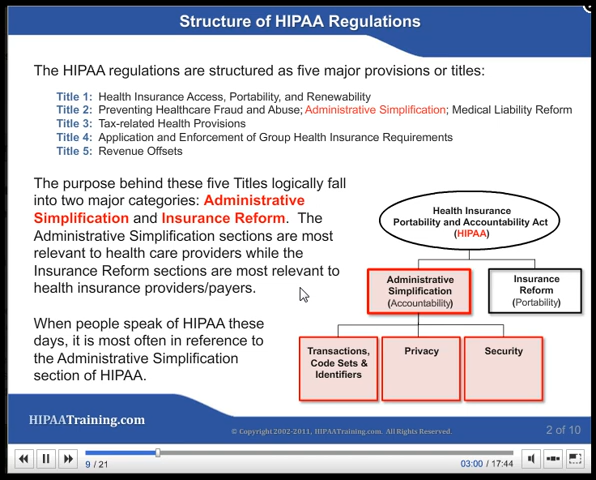 Structure of HIPAA Regulations
The HIPAA regulations are structured as five major provisions or titles:
Title 1: Health Insurance Access, Portability, and Renewability
Title 2: Preventing Healthcare Fraud and Abuse; Administrative Simplification; Medical Liability Reform
Title 3: Tax-related Health Provisions
Title 4: Application and Enforcement of Group Health Insurance Requirements
Title 5: Revenue Offsets
The purpose behind these five Titles logically fall
into two major categories: Administrative
Simplification and Insurance Reform. The
Administrative Simplification sections are most
relevant to health care providers while the
Insurance Reform sections are most relevant to
health insurance providers/payers.
When people speak of HIPAA these
days, it is most often in reference to
the Administrative Simplification
section of HIPAA.
Health Insurance
Portability and Accountability Act
(HIPAA)
Administrative
Simplification
(Accountability)
Insurance
Reform
(Portability)
Transactions,
Code Sets &
Identifiers
Privacy
Security
HIPAATraining.com
© Copyright 2002-2011, HIPAATraining.com. All Rights Reserved.
2 of 10
9 / 21
03:00 / 17:44